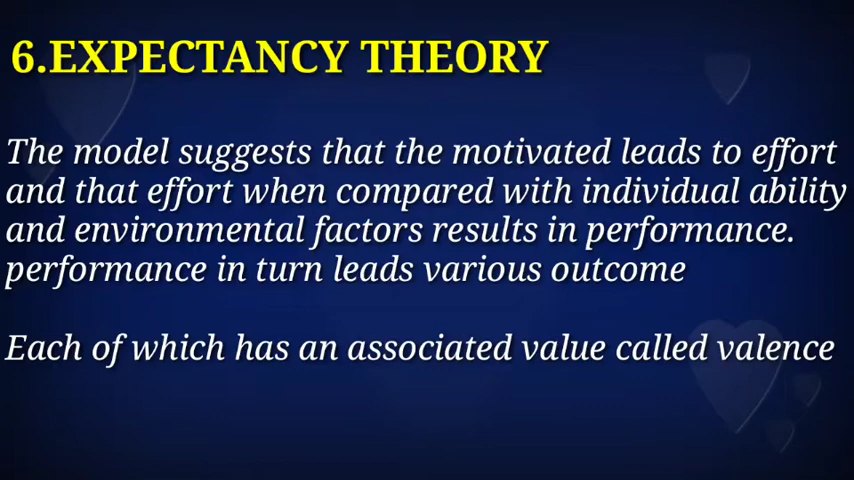 6.EXPECTANCY THEORY
The model suggests that the motivated leads to effort
and that effort when compared with individual ability
and environmental factors results in performance.
performance in turn leads various outcome
Each of which has an associated value called valence